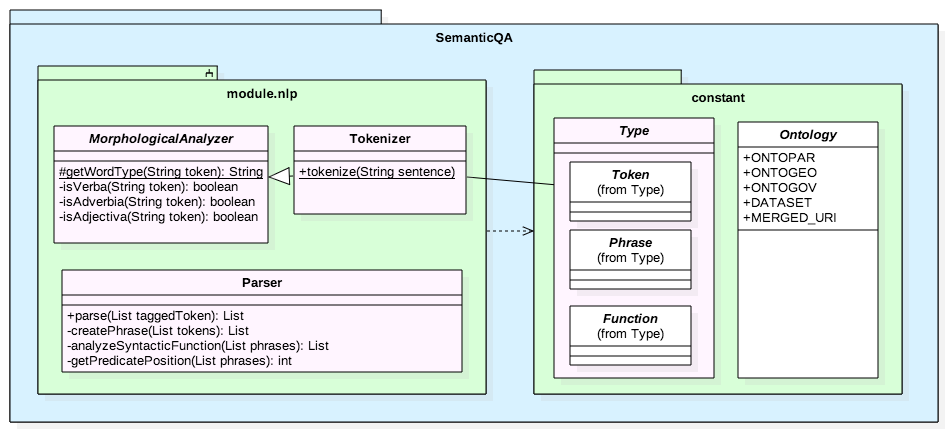 SemanticQA
module.nlp
MorphologicalAnalyzer
#getWordType(String token): String
-isVerba(String token): boolean
-isAdverbia(String token): boolean
-isAdjectiva(String token): boolean
Tokenizer
+tokenize(String sentence)
Parser
+parse(List taggedToken): List
-createPhrase(List tokens): List
-analyzeSyntacticFunction(List phrases): List
-getPredicatePosition(List phrases): int
constant
Type
Token
(from Type)
Phrase
(from Type)
Function
(from Type)
Ontology
+ONTOPAR
+ONTOGEO
+ONTOGOV
+DATASET
+MERGED_URI